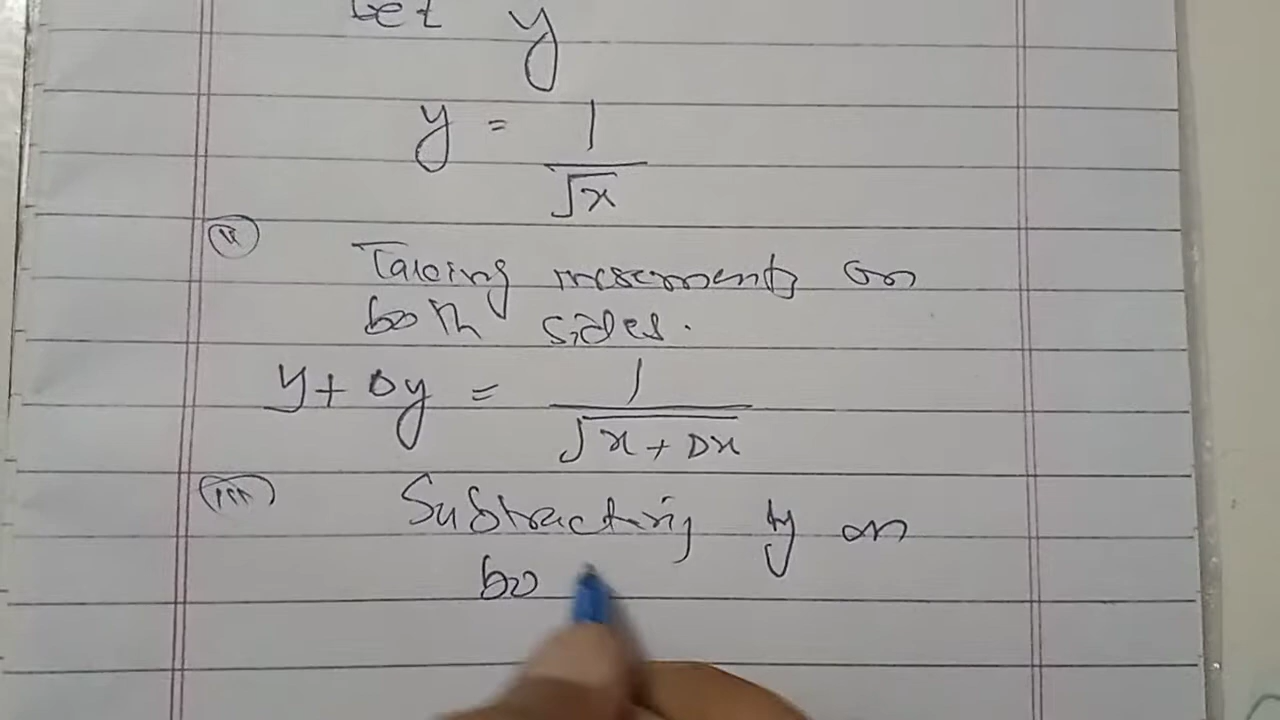 Let y
y = 1/√x
(ii) Taking increments on
both sides.
y + Δy = 1/√x + Δx
(iii) Subtracting y on
bo